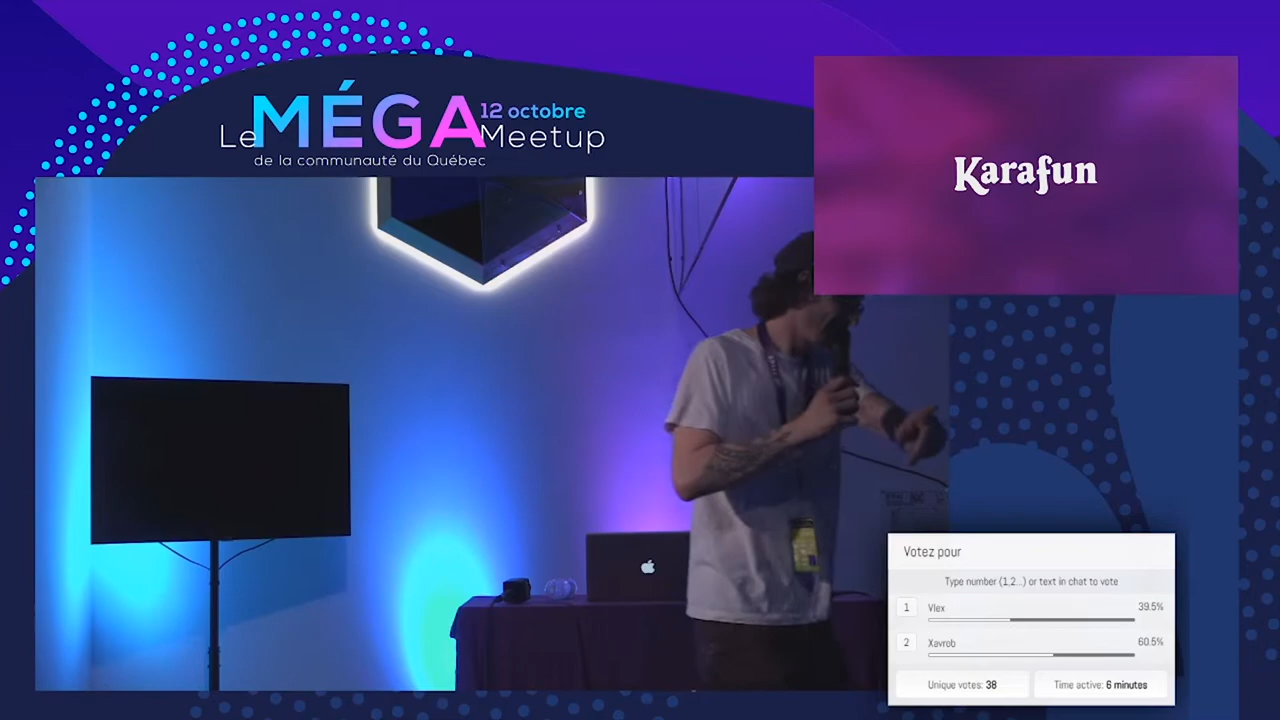 Le MÉGA Meetup
12 octobre
de la communauté du Québec
Karafun
Votez pour
Type number (1,2...) or text in chat to vote
1 Vlex 39.5%
2 Xavrob 60.5%
Unique votes: 38 Time active: 6 minutes